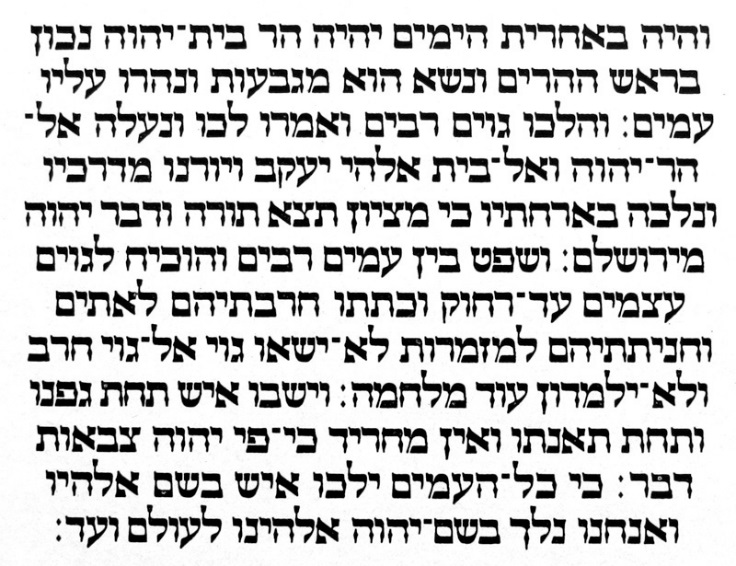 והיה באחרית הימים יהיה הר בית־יהוה נכון
בראש ההרים ונשא הוא מגבעות ונהרו עליו
עמים: והלכו גוים רבים ואמרו לכו ונעלה אל־
הר־יהוה ואל־בית אלהי יעקב ויורנו מדרכיו
ונלכה בארחתיו כי מציון תצא תורה ודבר יהוה
מירושלם: ושפט בין עמים רבים והוכיח לגוים
עצמים עד־רחוק וכתתו חרבתיהם לאתים
וחניתתיהם למזמרות לא־ישאו גוי אל־גוי חרב
ולא־ילמדון עוד מלחמה: וישבו איש תחת גפנו
ותחת תאנתו ואין מחריד כי־פי יהוה צבאות
דבר: כי כל־העמים ילכו איש בשם אלהיו
ואנחנו נלך בשם־יהוה אלהינו לעולם ועד: